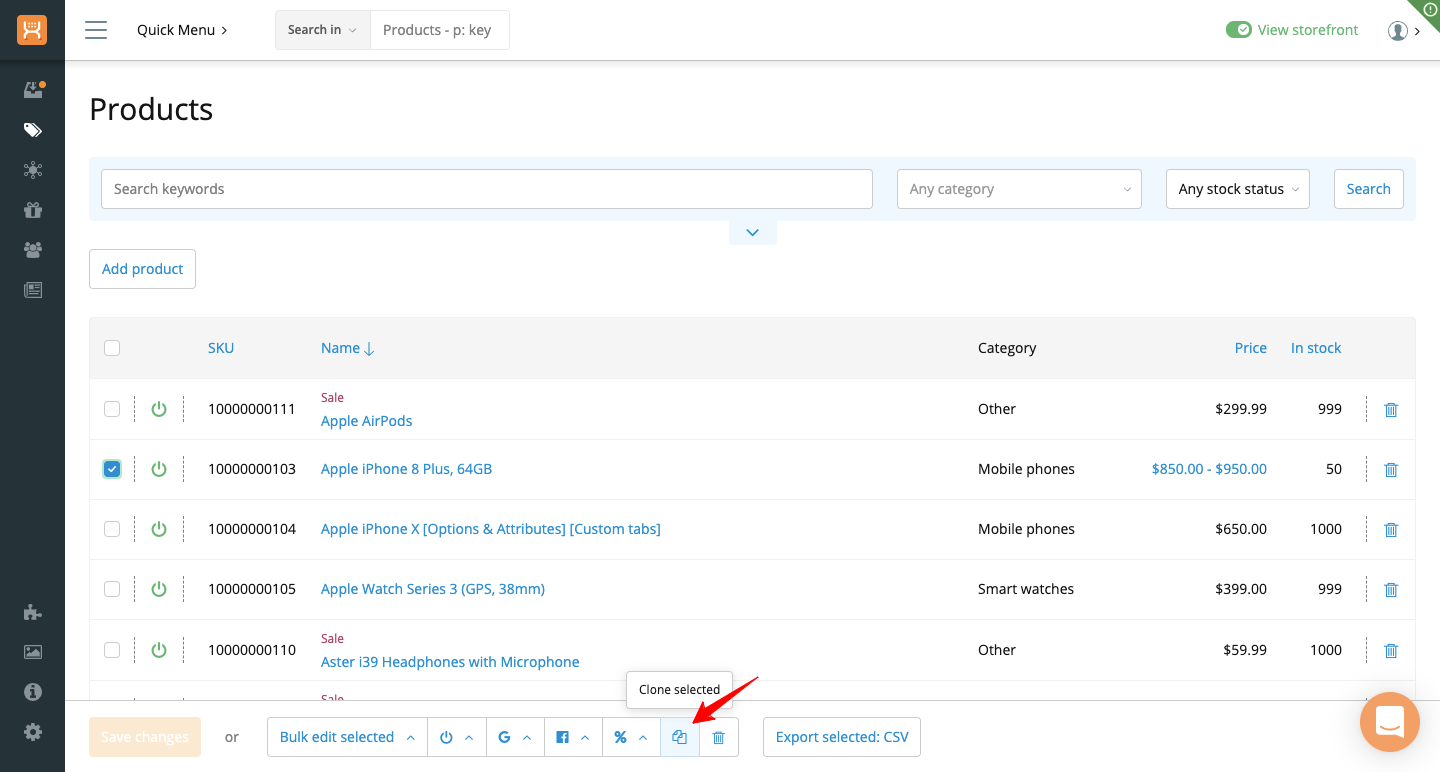 Quick Menu
Search in
Products - p: key
View storefront
Products
Search keywords
Any category
Any stock status
Search
Add product
SKU
Name
Category
Price
In stock
10000000111
Sale
Apple AirPods
Other
$299.99
999
10000000103
Apple iPhone 8 Plus, 64GB
Mobile phones
$850.00 - $950.00
50
10000000104
Apple iPhone X [Options & Attributes] [Custom tabs]
Mobile phones
$650.00
1000
10000000105
Apple Watch Series 3 (GPS, 38mm)
Smart watches
$399.00
999
10000000110
Sale
Aster i39 Headphones with Microphone
Other
$59.99
1000
Sale
Clone selected
Save changes
or
Bulk edit selected
G
%
Export selected: CSV